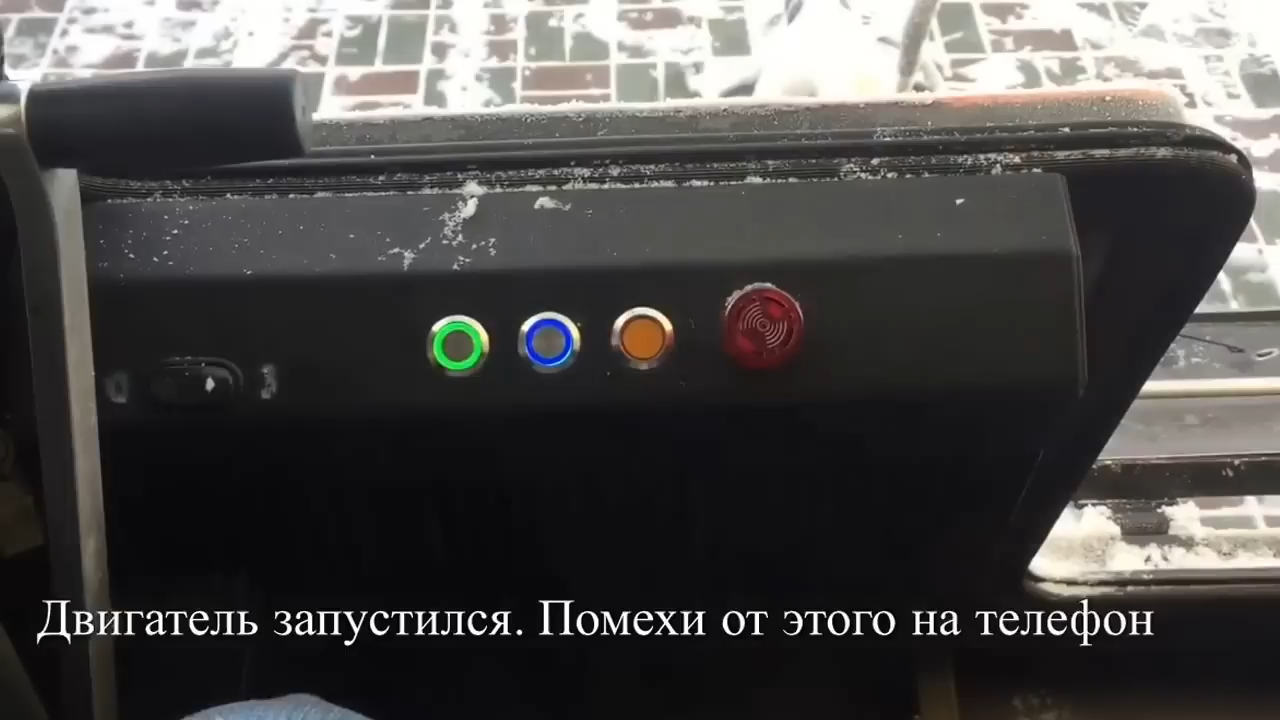 Двигатель запустился. Помехи от этого на телефон